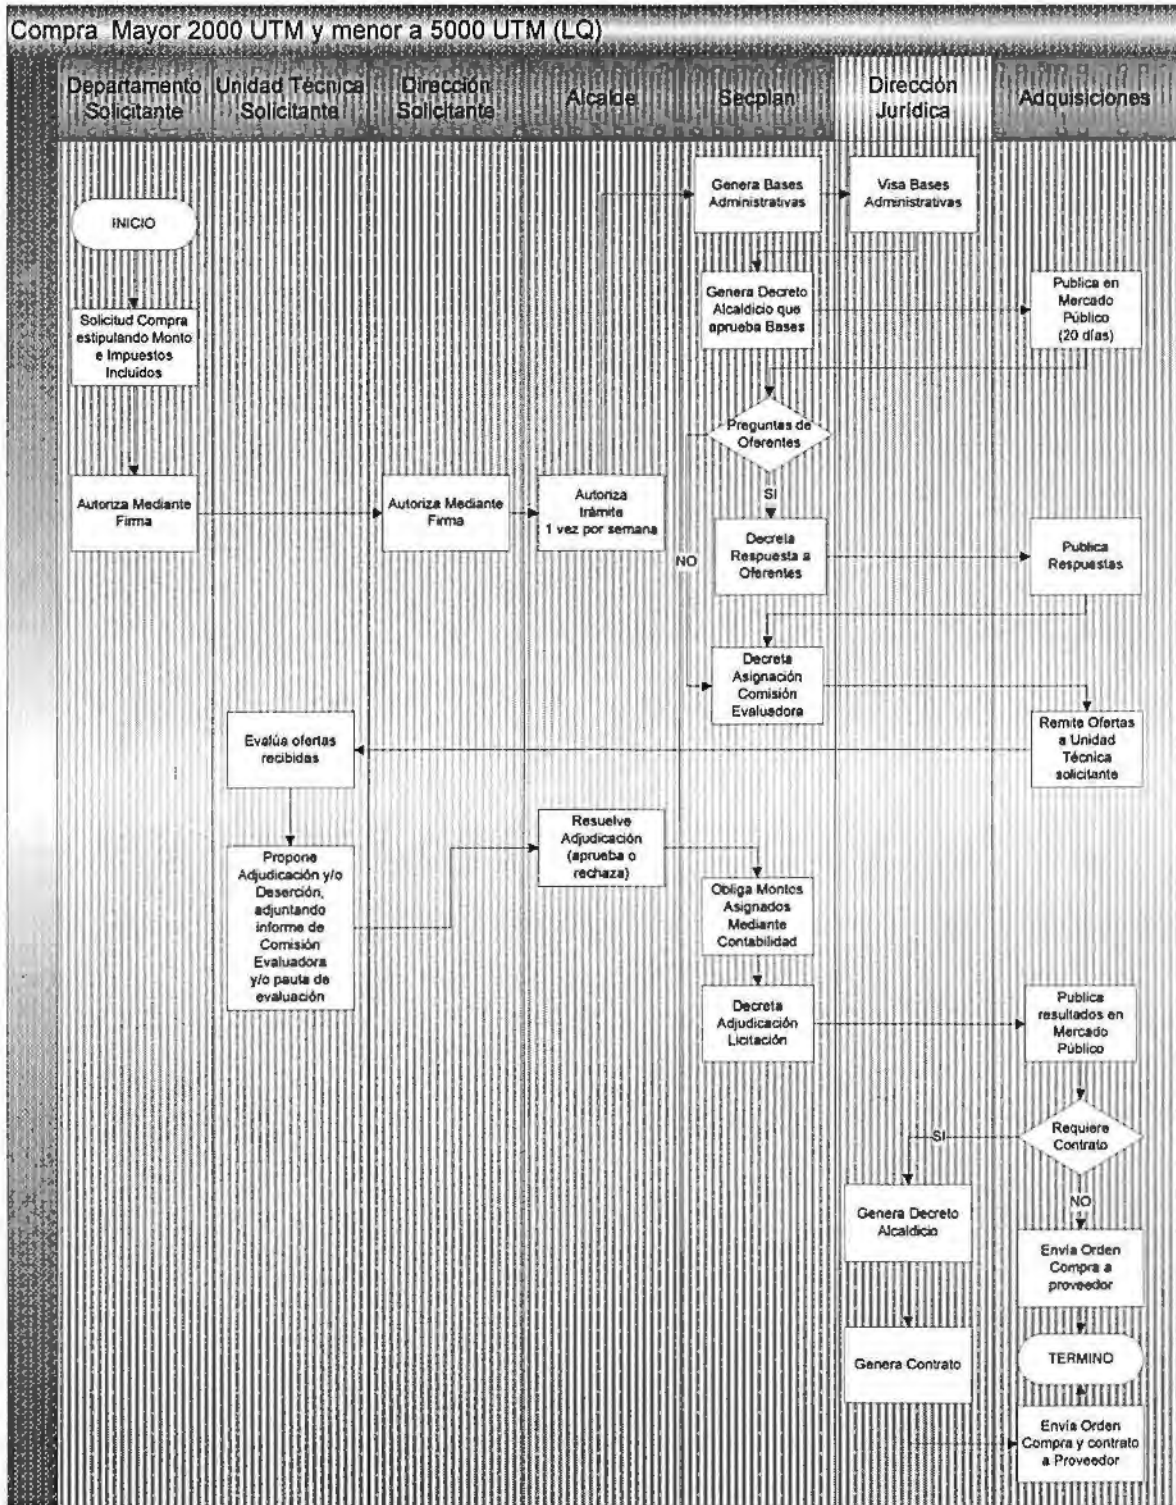 Compra Mayor 2000 UTM y menor a 5000 UTM (LQ)
Departamento
Solicitante
Unidad Técnica
Solicitante
Dirección
Solicitante
Alcalde
Secplan
Dirección
Jurídica
Adquisiciones
Genera Bases
Administrativas
Visa Bases
Administrativas
INICIO
Genera Decreto
Alcaldicio que
aprueba Bases
Publica en
Mercado
Público
(20 días)
Solicitud Compra
estipulando Monto
e Impuestos
Incluidos
Preguntas de
Oferentes
SI
NO
Autoriza Mediante
Firma
Autoriza Mediante
Firma
Autoriza
trámite
1 vez por semana
Decreta
Respuesta a
Oferentes
Publica
Respuestas
Decreta
Asignación
Comisión
Evaluadora
Remite Ofertas
a Unidad
Técnica
solicitante
Evalúa ofertas
recibidas
Propone
Adjudicación y/o
Deserción,
adjuntando
informe de
Comisión
Evaluadora
y/o pauta de
evaluación
Resuelve
Adjudicación
(aprueba o
rechaza)
Obliga Montos
Asignados
Mediante
Contabilidad
Decreta
Adjudicación
Licitación
Publica
resultados en
Mercado
Público
Requiere
Contrato
SI
NO
Genera Decreto
Alcaldicio
Envía Orden
Compra a
proveedor
Genera Contrato
TERMINO
Envía Orden
Compra y contrato
a Proveedor